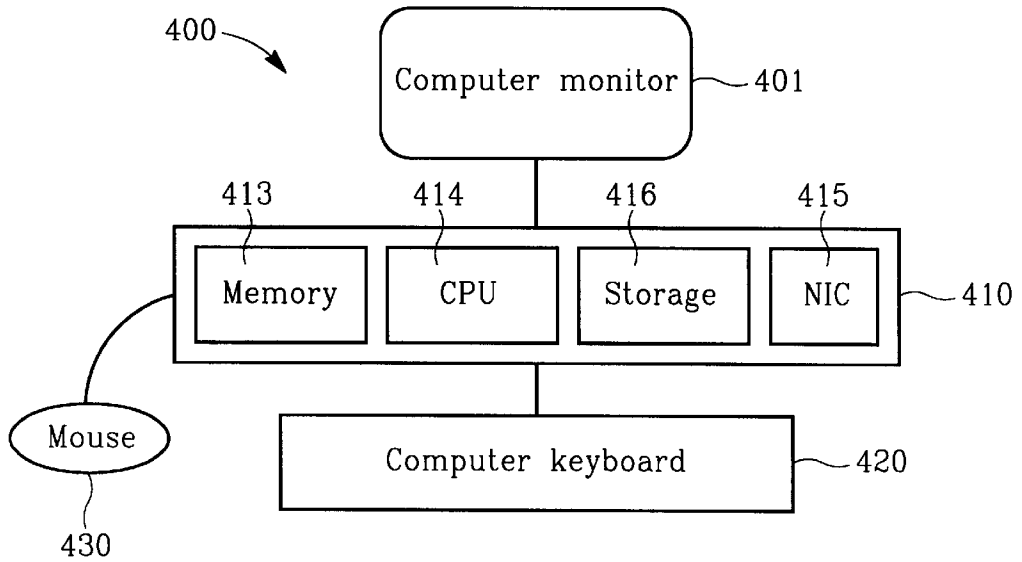 400
Computer monitor
401
413
414
416
415
Memory
CPU
Storage
NIC
410
Mouse
Computer keyboard
420
430